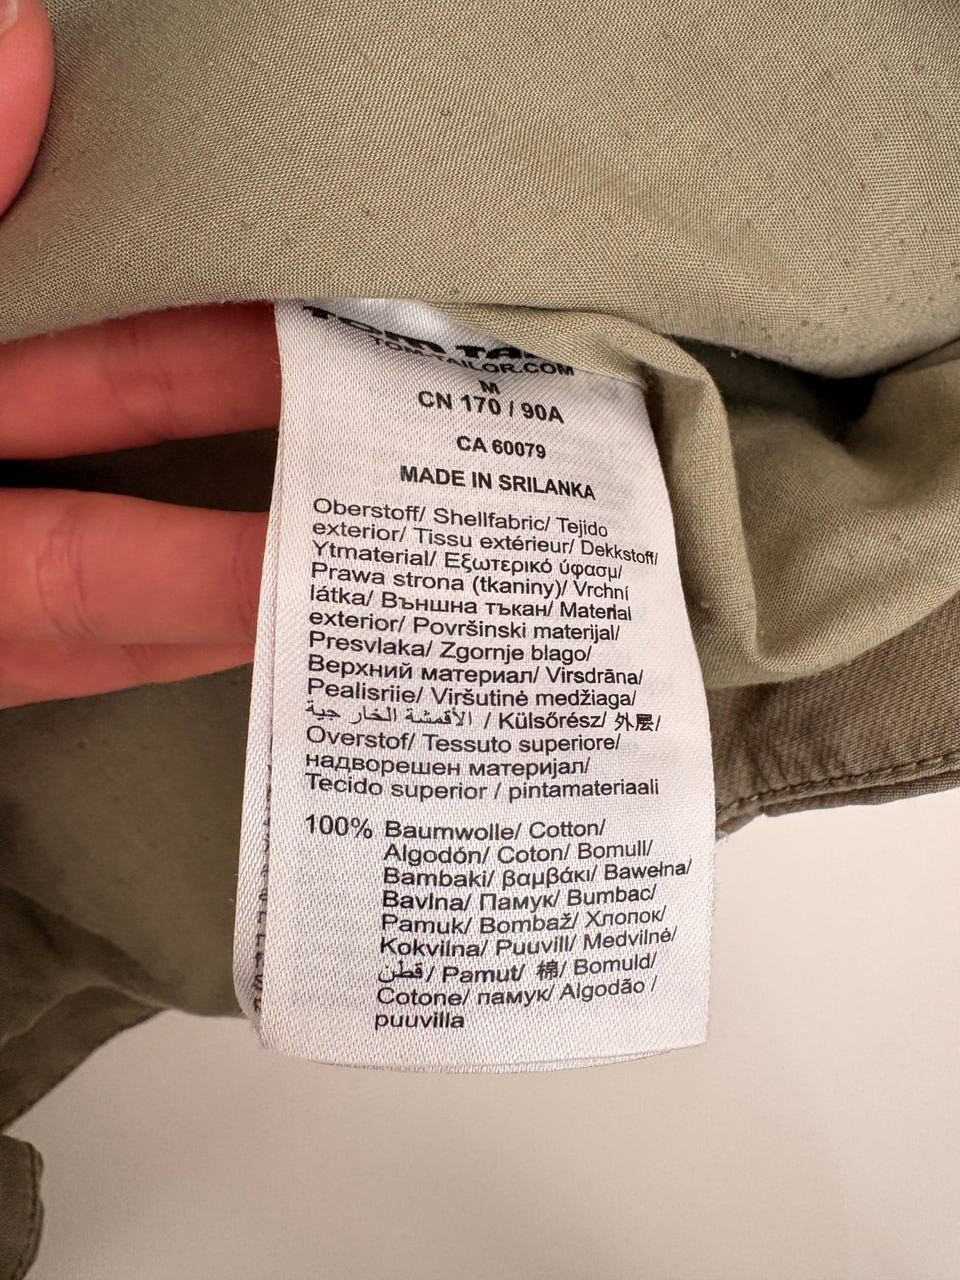 TOM TA
TOM-TAILOR.COM
M
CN 170 / 90A
CA 60079
MADE IN SRILANKA
Oberstoff/ Shellfabric/ Tejido
exterior/ Tissu extérieur/ Dekkstoff/
Ytmaterial/ Εξωτερικό ύφασμ/
Prawa strona (tkaniny)/ Vrchní
látka/ Външна тъкан/ Material
exterior/ Površinski materijal/
Presvlaka/ Zgornje blago/
Верхний материал/ Virsdrāna/
Pealisriie/ Viršutinė medžiaga/
الأقمشة الخار جية / Külsőrész/ 外层/
Overstof/ Tessuto superiore/
надворешен материјал/
Tecido superior / pintamateriaali
100% Baumwolle/ Cotton/
Algodón/ Coton/ Bomull/
Bambaki/ βαμβάκι/ Bawełna/
Bavlna/ Памук/ Bumbac/
Pamuk/ Bombaž/ Хлопок/
Kokvilna/ Puuvill/ Medvilnė/
قطن/ Pamut/ 棉/ Bomuld/
Cotone/ памук/ Algodão /
puuvilla